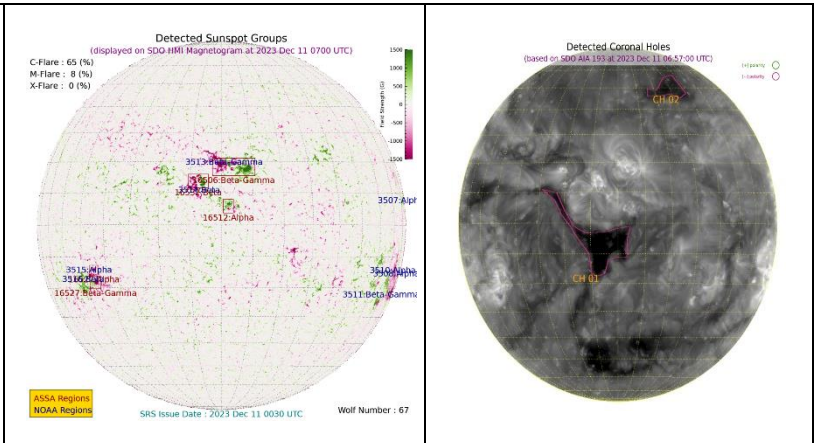 Detected Sunspot Groups
(displayed on SDO HMI Magnetogram at 2023 Dec 11 0700 UTC)
C-Flare : 65 (%)
M-Flare : 8 (%)
X-Flare : 0 (%)
1500
1000
500
0
-500
-1000
-1500
Field Strength (G)
3513:Beta-Gamma
16506:Beta-Gamma
16512:Alpha
3507:Alph
3515:Alpha
16527:Beta-Gamma
3510:Alpha
3511:Beta-Gamma
ASSA Regions
NOAA Regions
SRS Issue Date : 2023 Dec 11 0030 UTC
Wolf Number : 67
Detected Coronal Holes
(based on SDO AIA 193 at 2023 Dec 11 06:57:00 UTC)
(+) polarity
(-) polarity
CH 02
CH 01